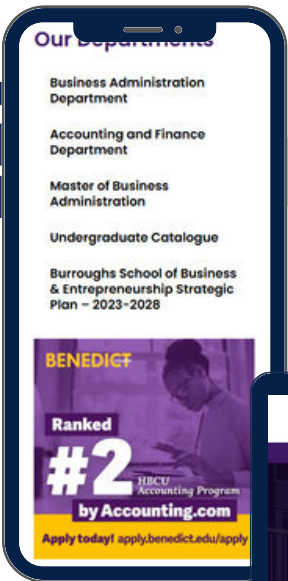 Our Departments
Business Administration
Department
Accounting and Finance
Department
Master of Business
Administration
Undergraduate Catalogue
Burroughs School of Business
& Entrepreneurship Strategic
Plan – 2023-2028
BENEDICT
Ranked
#2
HBCU
Accounting Program
by Accounting.com
Apply today! apply.benedict.edu/apply